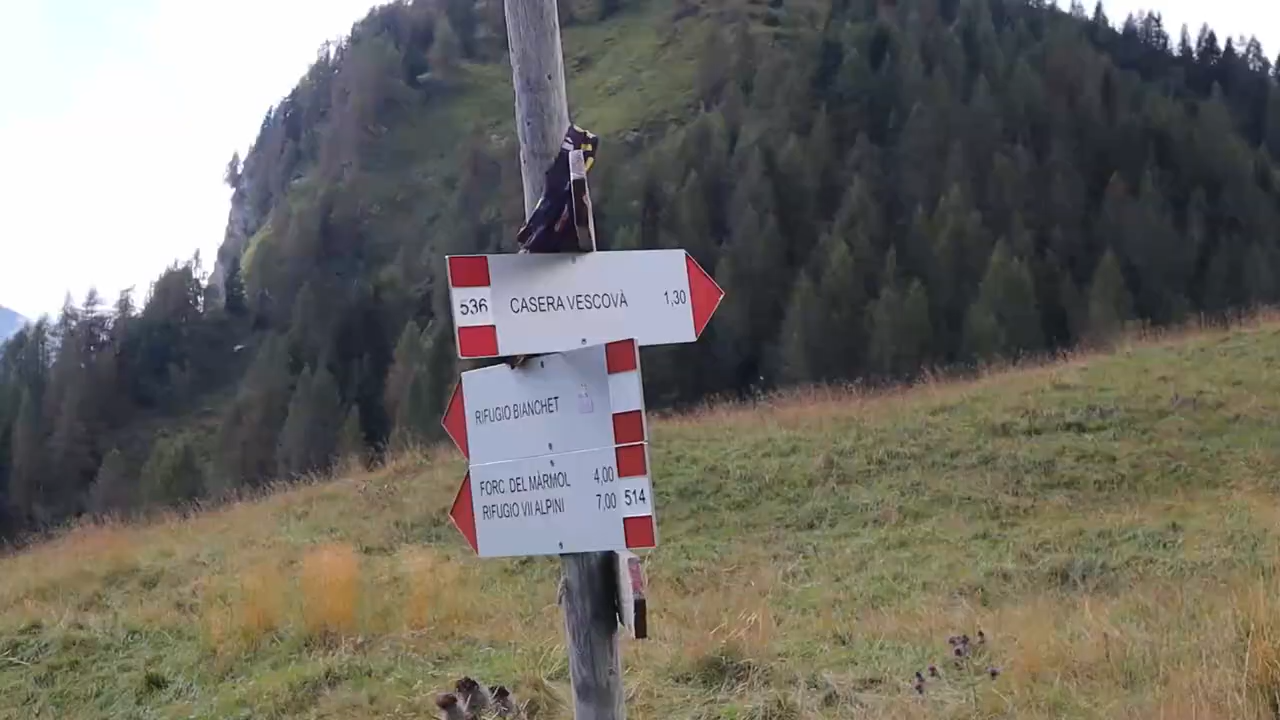 536 CASERA VESCOVÀ 1,30
RIFUGIO BIANCHET
FORC. DEL MÀRMOL 4,00
RIFUGIO VII ALPINI 7,00
514